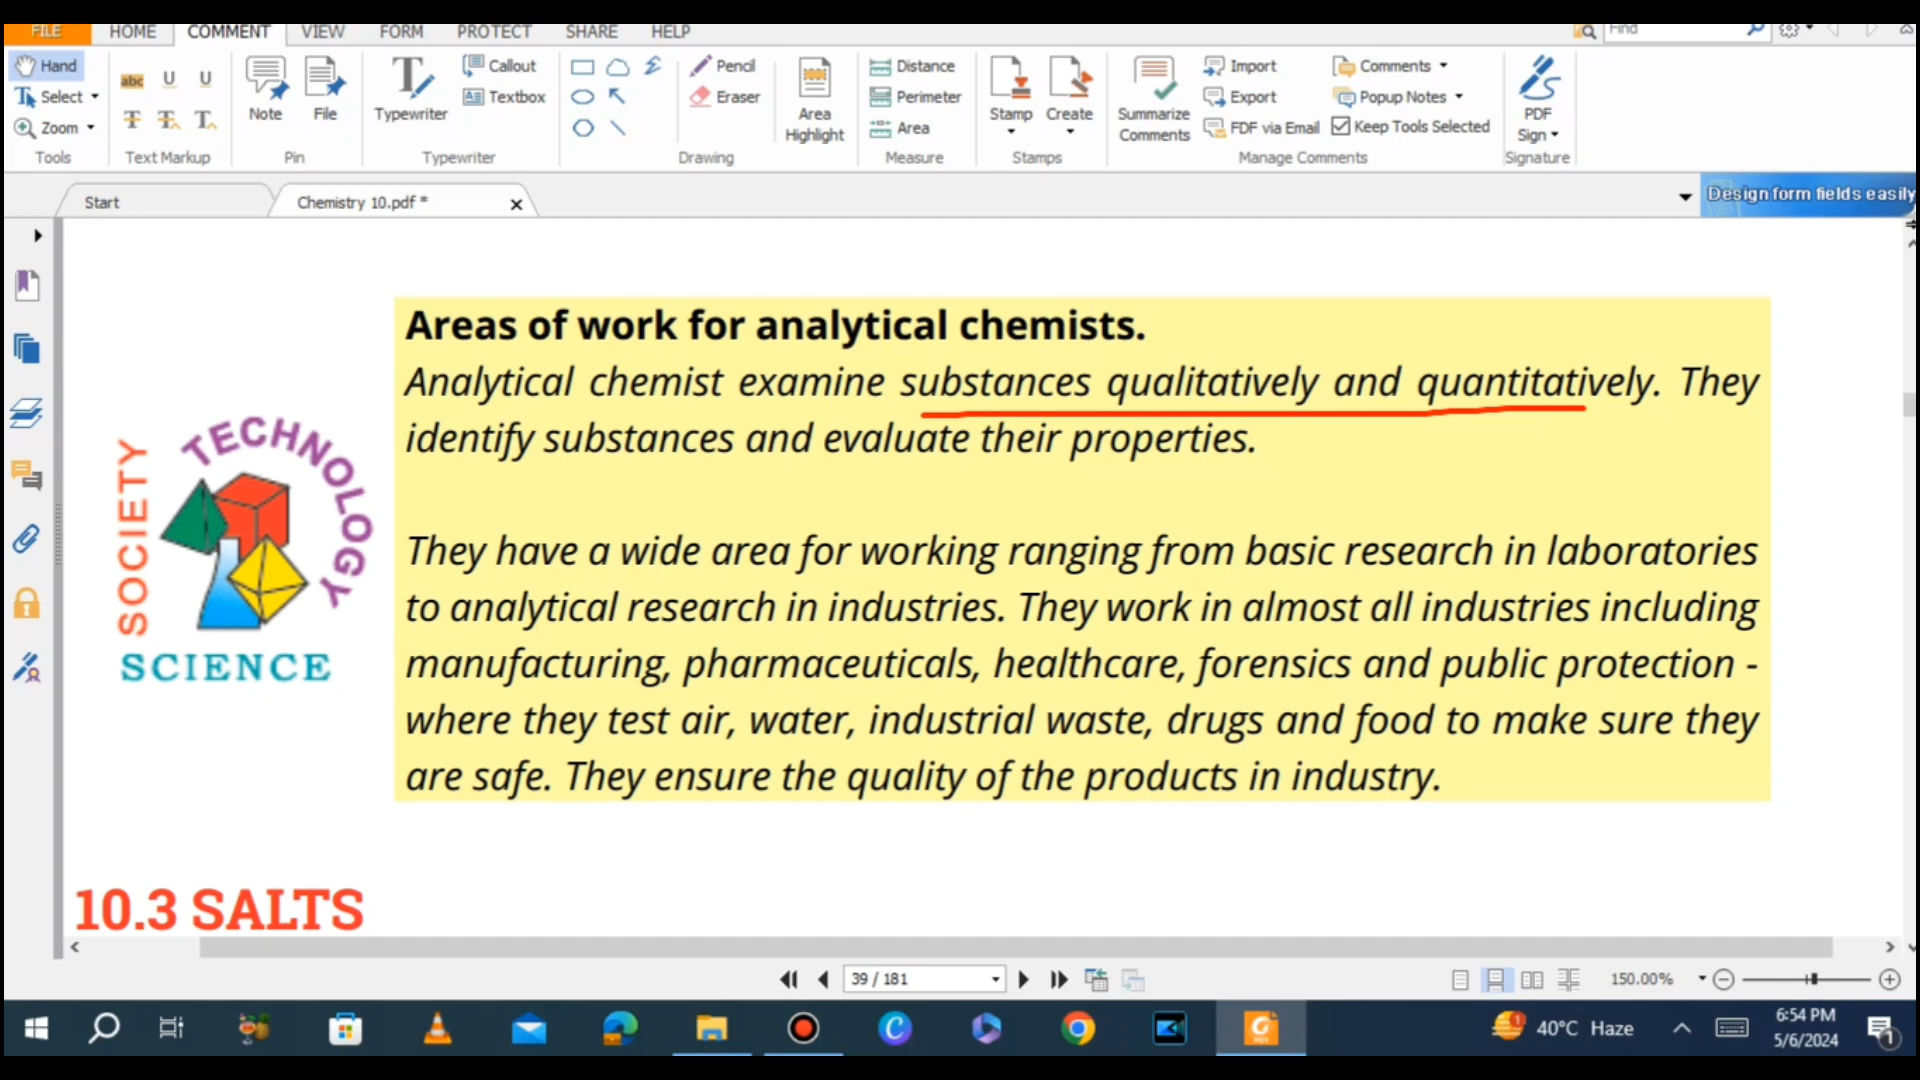 FILE HOME COMMENT VIEW FORM PROTECT SHARE HELP Find
Hand
Select
Zoom
Tools
abc U U
T T T
Text Markup
Note File
Pin
Typewriter
Callout
Textbox
Typewriter
Pencil
Eraser
Area Highlight
Drawing
Distance
Perimeter
Area
Measure
Stamp Create
Stamps
Summarize Comments
Import
Export
FDF via Email
Comments
Popup Notes
Keep Tools Selected
Manage Comments
PDF Sign
Signature
Start Chemistry 10.pdf * Design form fields easily
SOCIETY
TECHNOLOGY
SCIENCE
Areas of work for analytical chemists.
Analytical chemist examine substances qualitatively and quantitatively. They
identify substances and evaluate their properties.
They have a wide area for working ranging from basic research in laboratories
to analytical research in industries. They work in almost all industries including
manufacturing, pharmaceuticals, healthcare, forensics and public protection -
where they test air, water, industrial waste, drugs and food to make sure they
are safe. They ensure the quality of the products in industry.
10.3 SALTS
39 / 181 150.00%
40°C Haze
6:54 PM
5/6/2024
1